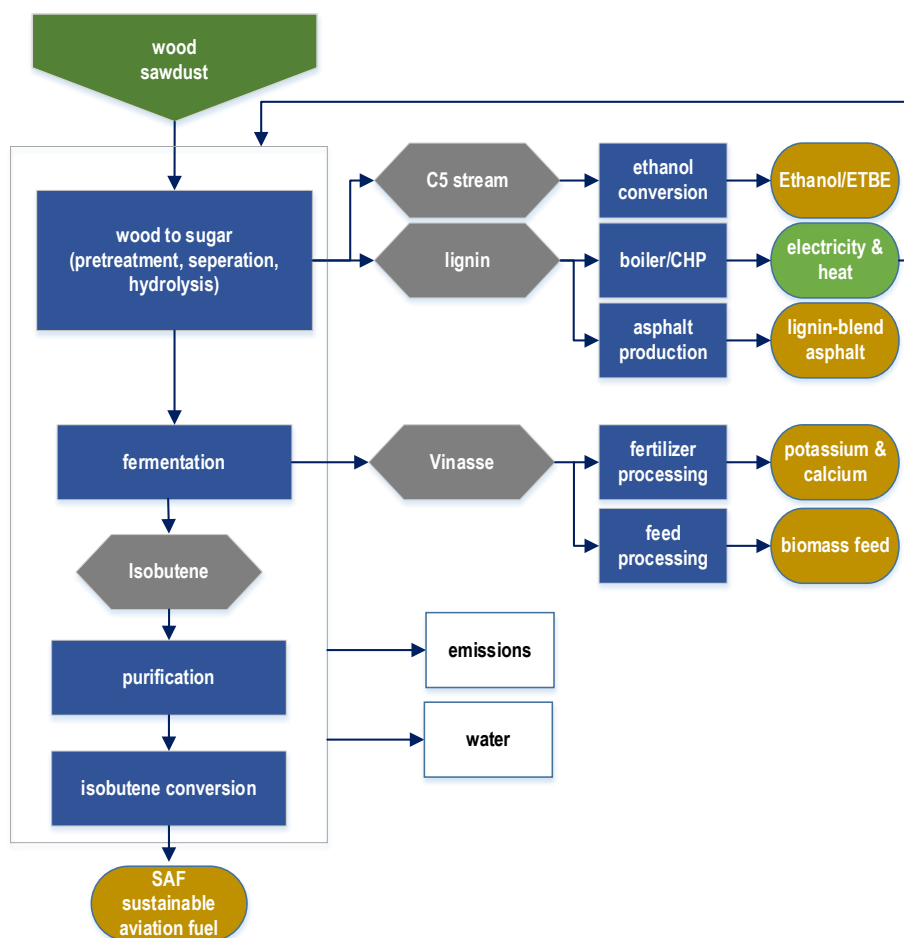 wood
sawdust
C5 stream
ethanol
conversion
Ethanol/ETBE
wood to sugar
(pretreatment, seperation,
hydrolysis)
lignin
boiler/CHP
electricity &
heat
asphalt
production
lignin-blend
asphalt
fermentation
Vinasse
fertilizer
processing
potassium &
calcium
feed
processing
biomass feed
Isobutene
emissions
purification
water
isobutene conversion
SAF
sustainable
aviation fuel